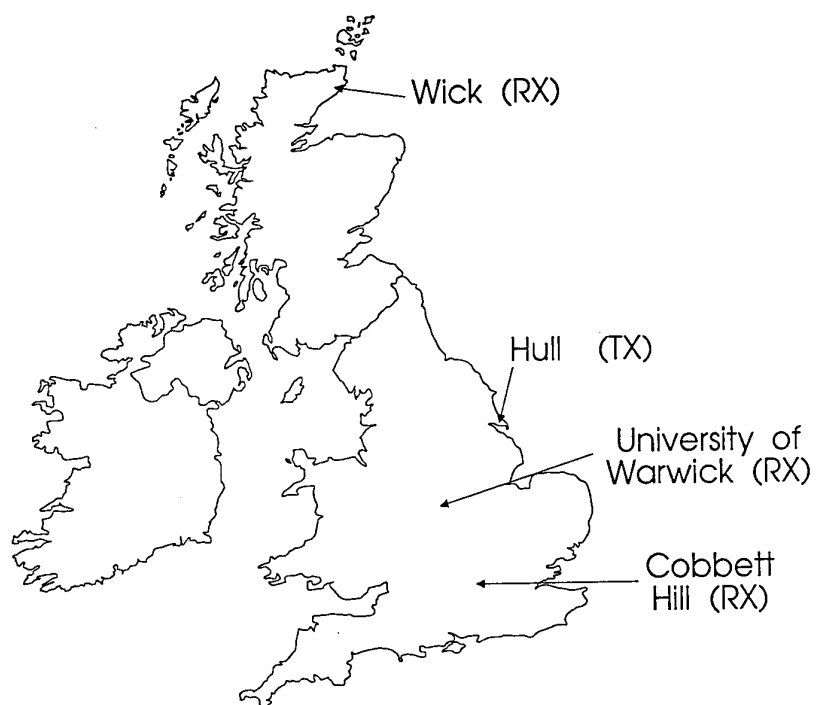 Wick (RX)
Hull (TX)
University of
Warwick (RX)
Cobbett
Hill (RX)